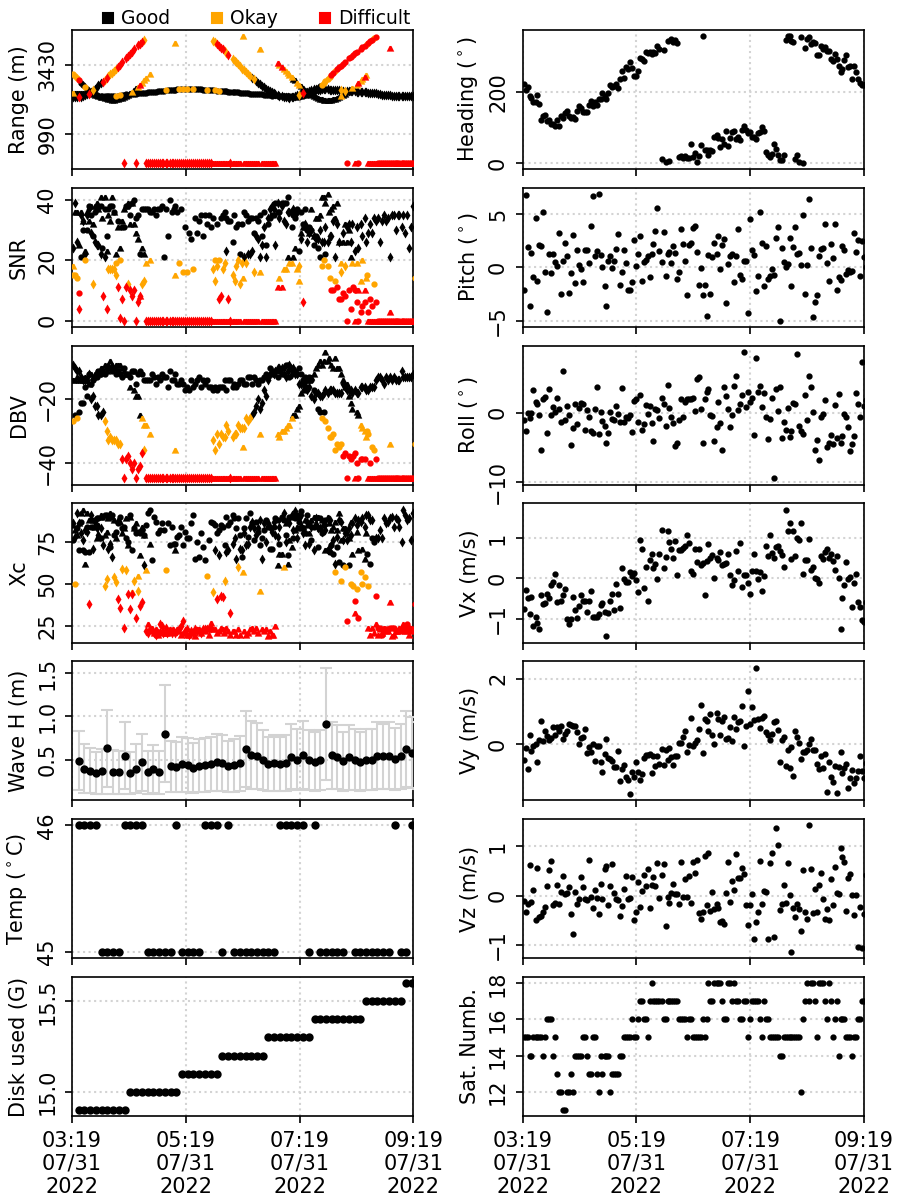 Good Okay Difficult
Range (m)
3430
990
Heading (°)
200
0
SNR
40
20
0
Pitch (°)
5
0
−5
DBV
−20
−40
Roll (°)
0
−10
Xc
75
50
25
Vx (m/s)
1
0
−1
Wave H (m)
1.5
1.0
0.5
Vy (m/s)
2
0
Temp (°C)
46
45
Vz (m/s)
1
0
−1
Disk used (G)
15.5
15.0
Sat. Numb.
18
16
14
12
03:19 05:19 07:19 09:19
07/31 07/31 07/31 07/31
2022 2022 2022 2022
03:19 05:19 07:19 09:19
07/31 07/31 07/31 07/31
2022 2022 2022 2022